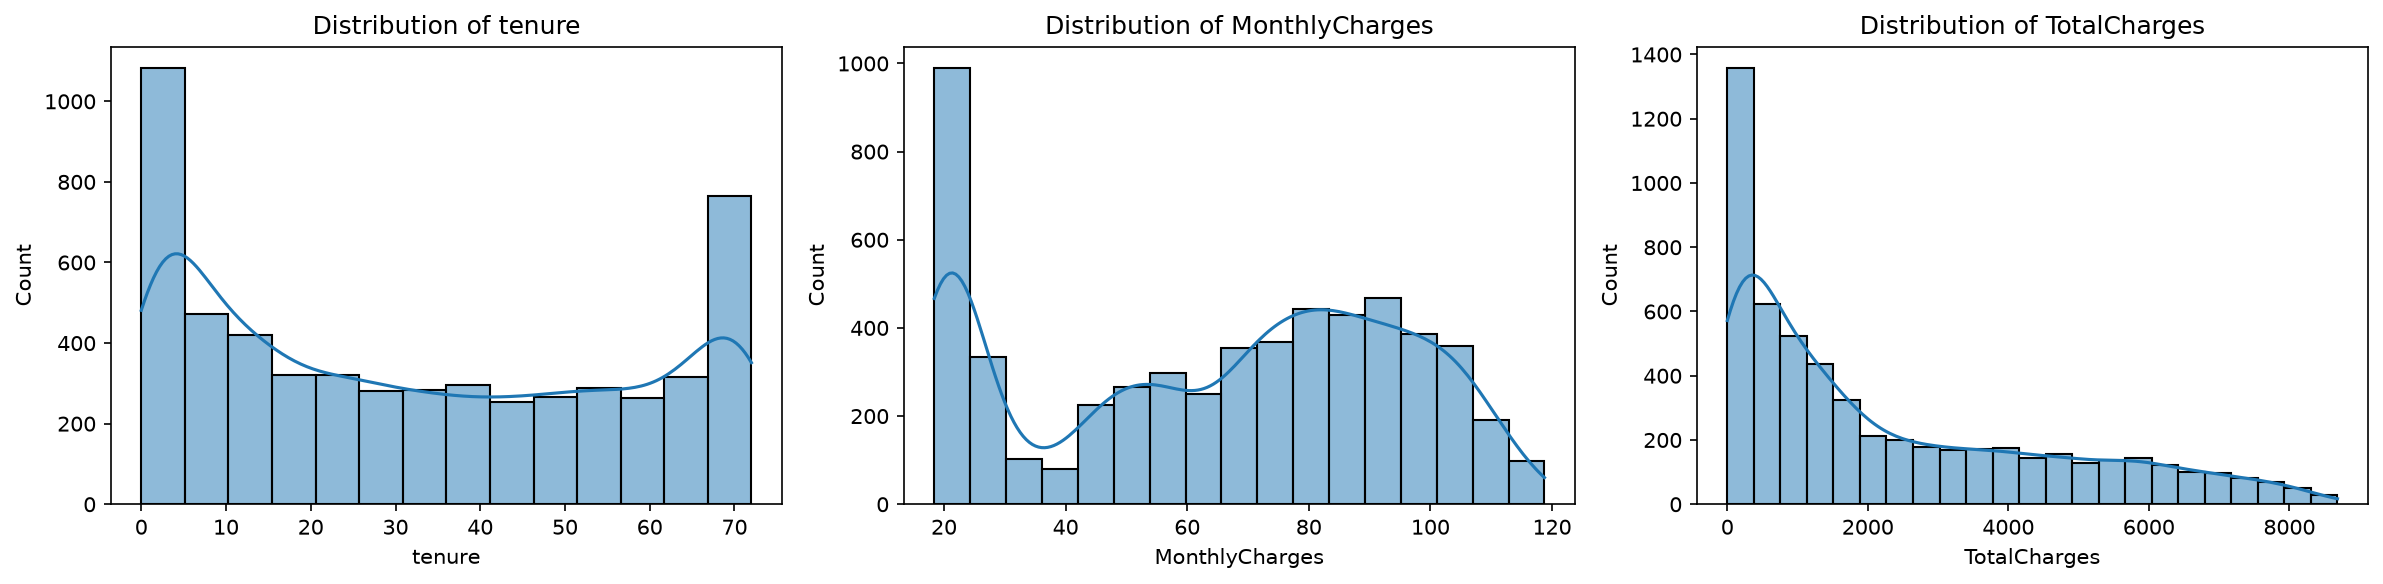 Distribution of tenure
1000
800
600
400
200
0
Count
0 10 20 30 40 50 60 70
tenure
Distribution of MonthlyCharges
1000
800
600
400
200
0
Count
20 40 60 80 100 120
MonthlyCharges
Distribution of TotalCharges
1400
1200
1000
800
600
400
200
0
Count
0 2000 4000 6000 8000
TotalCharges